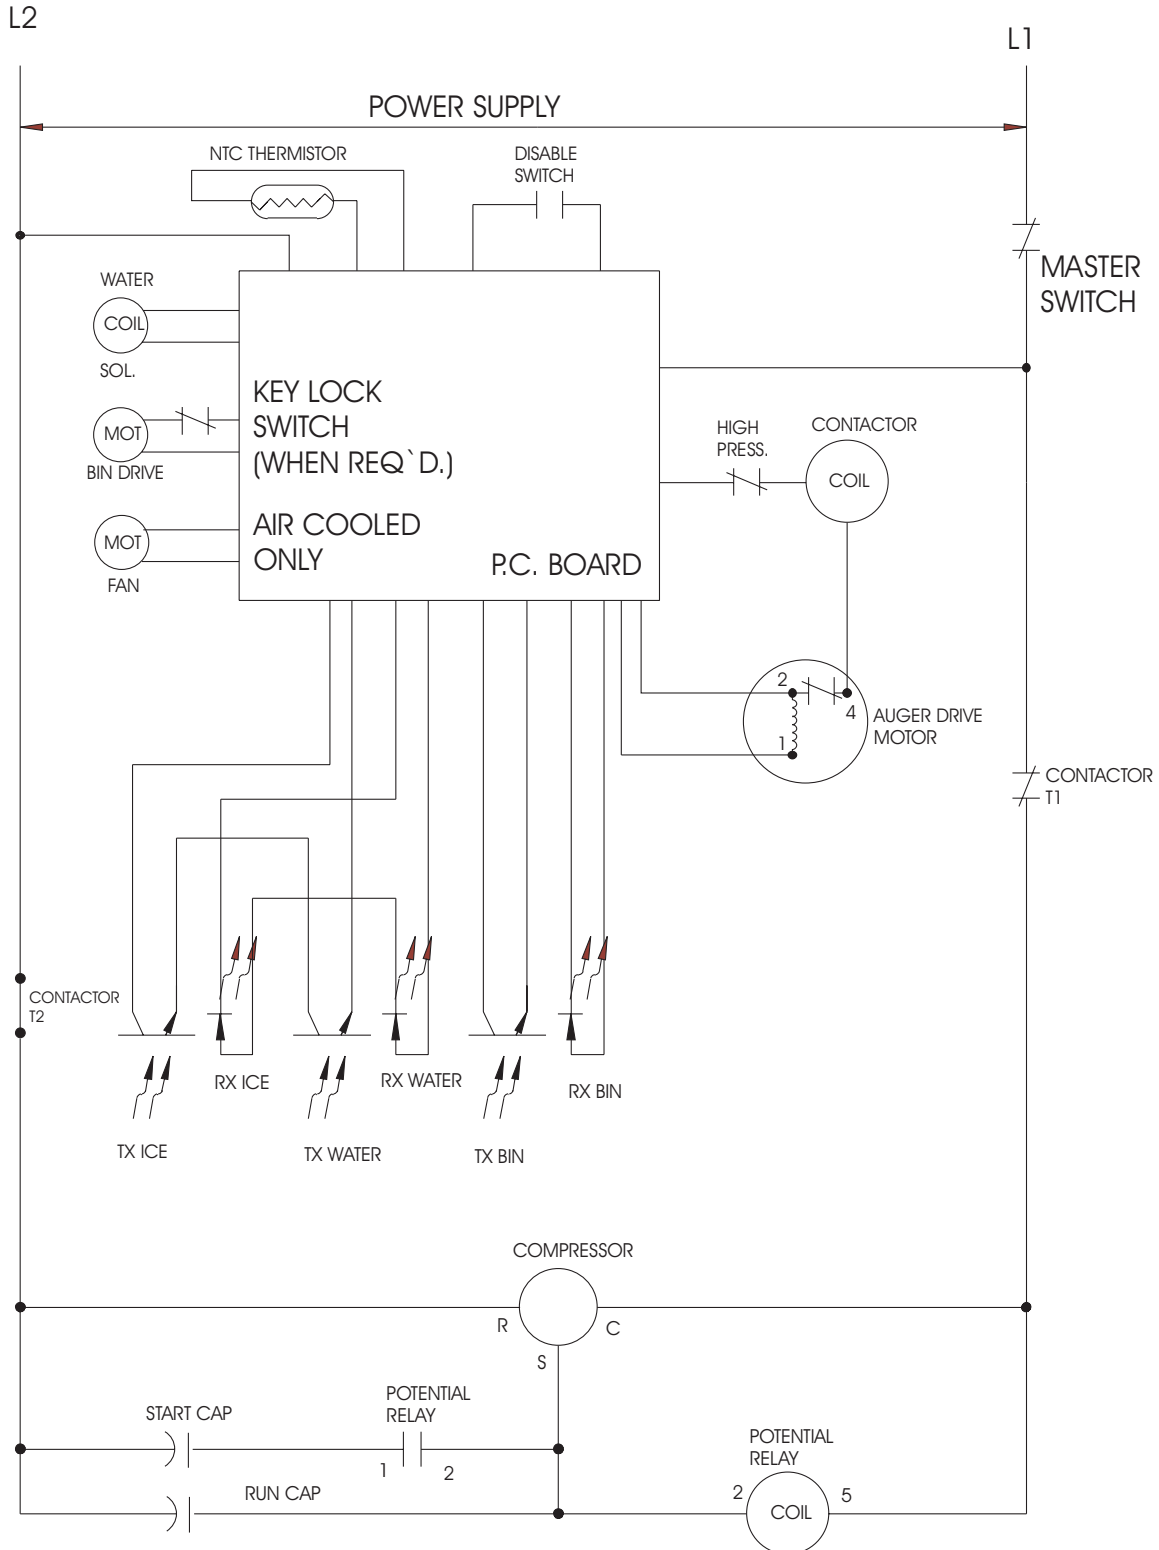 L2
L1
POWER SUPPLY
NTC THERMISTOR
DISABLE
SWITCH
MASTER
SWITCH
WATER
COIL
SOL.
KEY LOCK
SWITCH
(WHEN REQ`D.)
MOT
BIN DRIVE
HIGH
PRESS.
CONTACTOR
COIL
AIR COOLED
ONLY
MOT
FAN
P.C. BOARD
2
4
1
AUGER DRIVE
MOTOR
CONTACTOR
T1
CONTACTOR
T2
RX ICE
RX WATER
RX BIN
TX ICE
TX WATER
TX BIN
COMPRESSOR
R
C
S
START CAP
POTENTIAL
RELAY
1
2
RUN CAP
POTENTIAL
RELAY
2
5
COIL